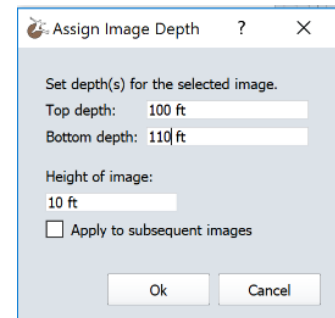 Assign Image Depth ? X
Set depth(s) for the selected image.
Top depth: 100 ft
Bottom depth: 110 ft
Height of image:
10 ft
Apply to subsequent images
Ok Cancel